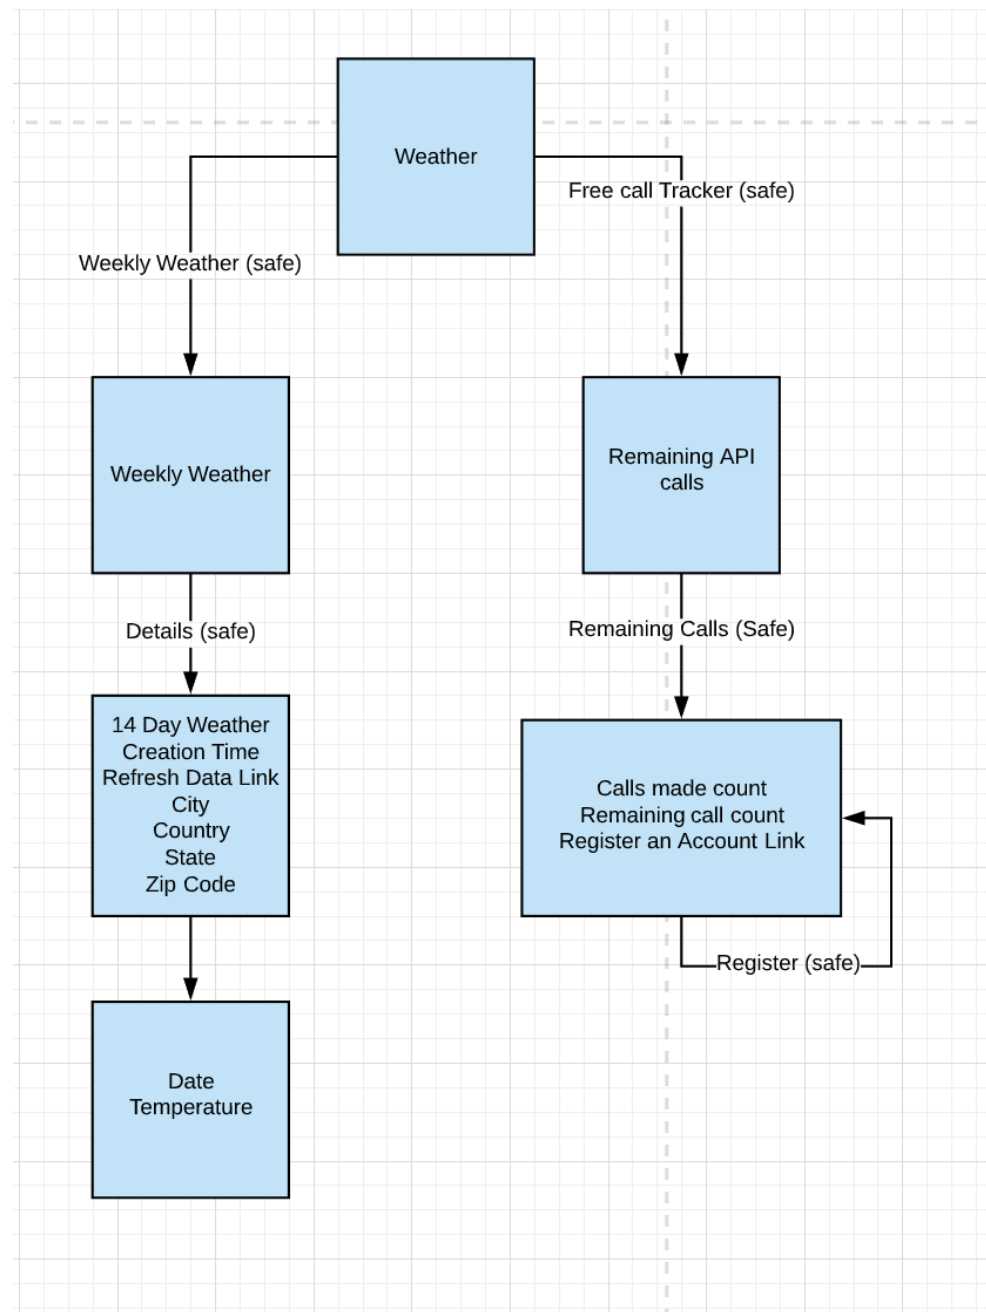 Weather
Free call Tracker (safe)
Weekly Weather (safe)
Weekly Weather
Remaining API
calls
Details (safe)
Remaining Calls (Safe)
14 Day Weather
Creation Time
Refresh Data Link
City
Country
State
Zip Code
Calls made count
Remaining call count
Register an Account Link
Register (safe)
Date
Temperature